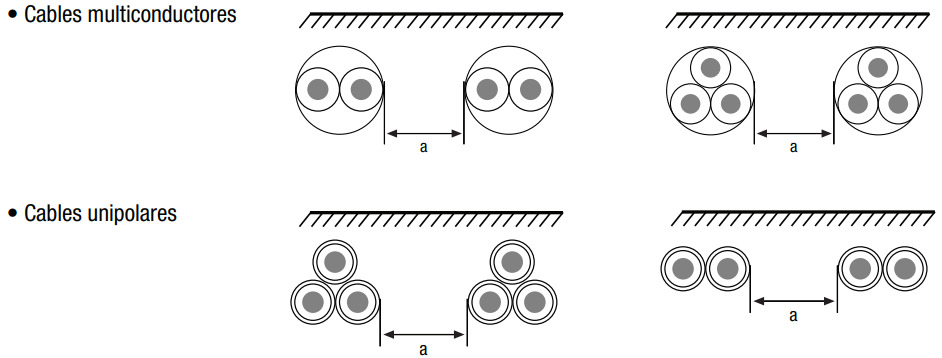 • Cables multiconductores
a
a
• Cables unipolares
a
a